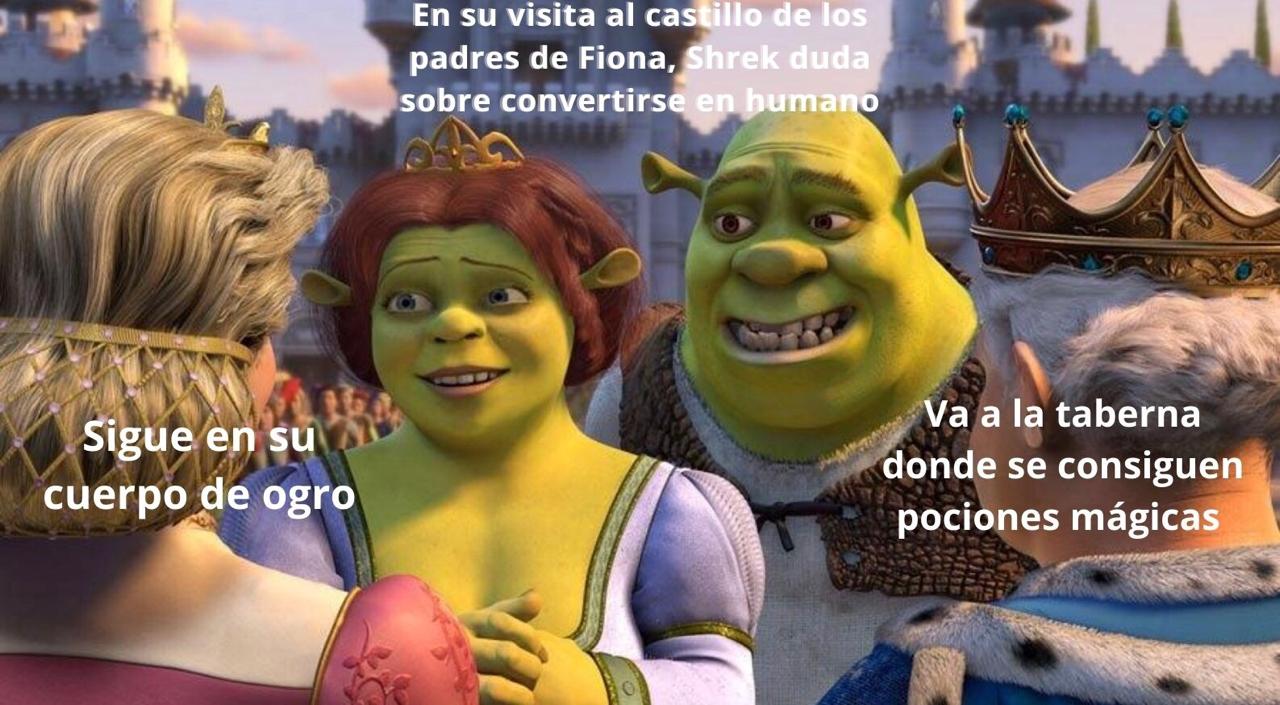 En su visita al castillo de los
padres de Fiona, Shrek duda
sobre convertirse en humano
Sigue en su
cuerpo de ogro
Va a la taberna
donde se consiguen
pociones mágicas